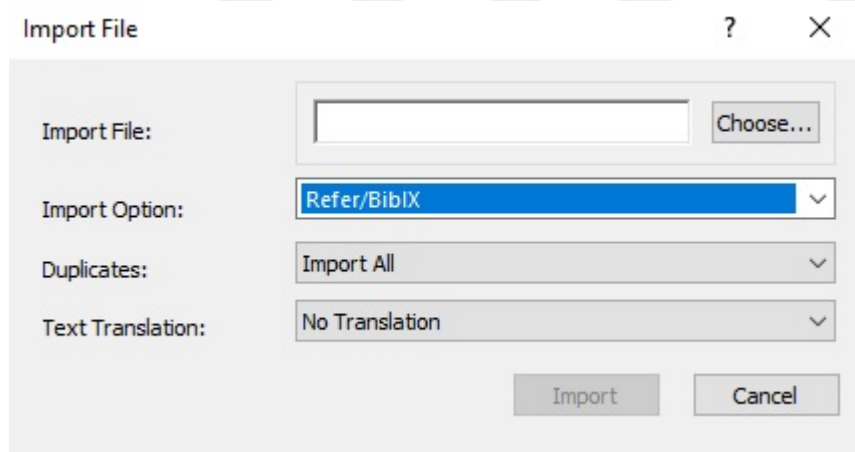 Import File
?
Import File:
Choose...
Import Option:
Refer/BibIX
Duplicates:
Import All
Text Translation:
No Translation
Import
Cancel